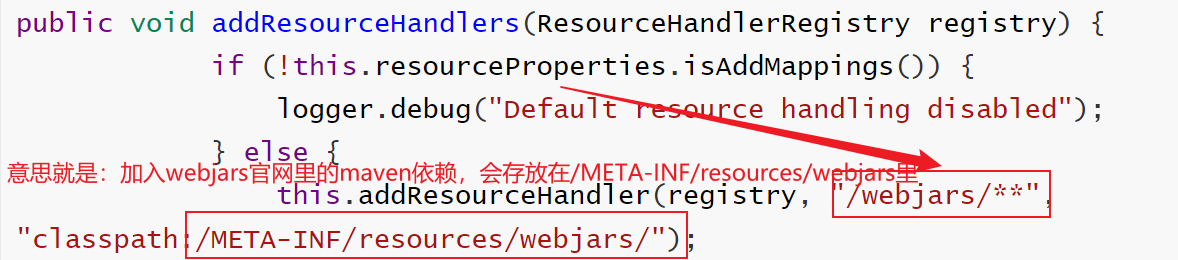 public void addResourceHandlers(ResourceHandlerRegistry registry) {
if (!this.resourceProperties.isAddMappings()) {
logger.debug("Default resource handling disabled");
} else {
意思就是：加入webjars官网里的maven依赖，会存放在/META-INF/resources/webjars里
this.addResourceHandler(registry, "/webjars/**",
"classpath:/META-INF/resources/webjars/");